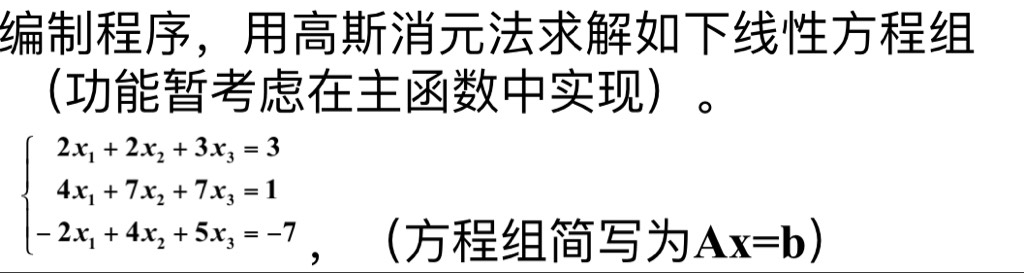 编制程序，用高斯消元法求解如下线性方程组
（功能暂考虑在主函数中实现）。
2x₁ + 2x₂ + 3x₃ = 3
4x₁ + 7x₂ + 7x₃ = 1
− 2x₁ + 4x₂ + 5x₃ = −7 ，（方程组简写为Ax=b）